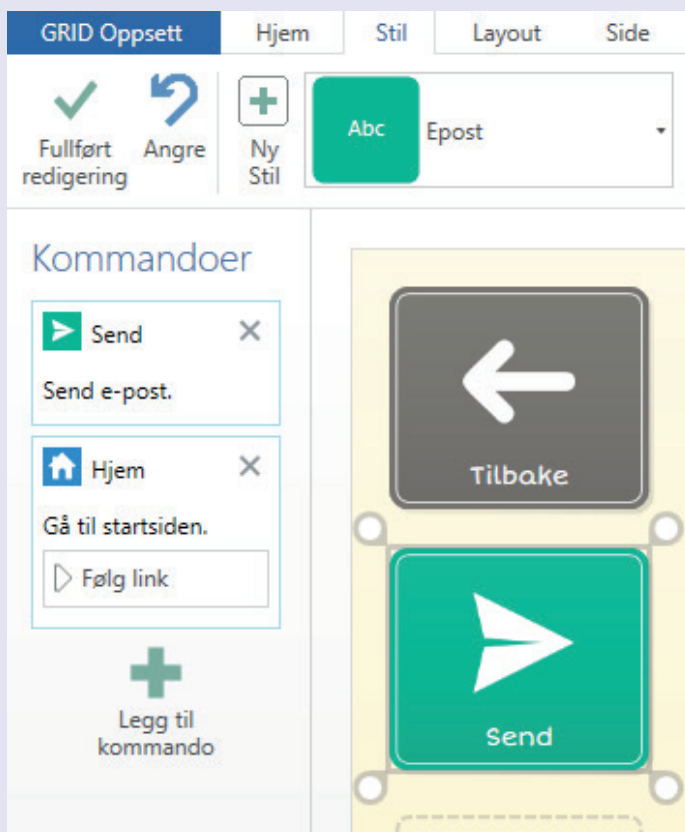 GRID Oppsett Hjem Stil Layout Side
Fullført
redigering
Angre
Ny
Stil
Abc
Epost
Kommandoer
Send
Send e-post.
Hjem
Gå til startsiden.
Følg link
Legg til
kommando
Tilbake
Send